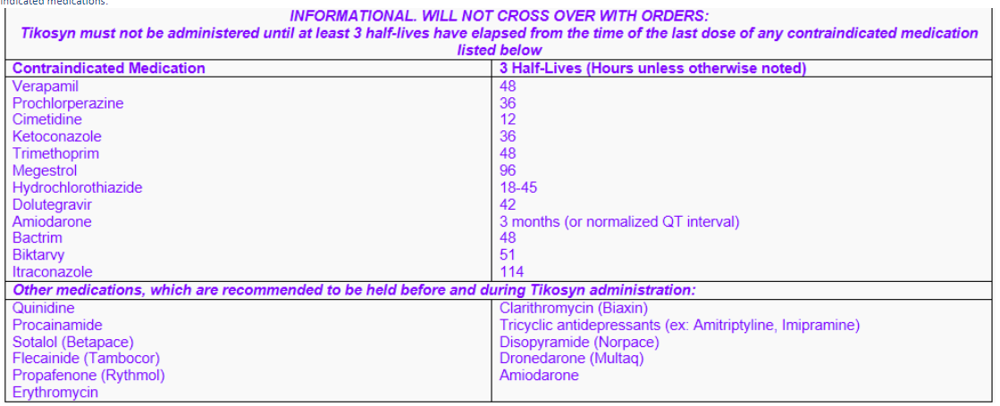 indicated medications.
INFORMATIONAL. WILL NOT CROSS OVER WITH ORDERS:
Tikosyn must not be administered until at least 3 half-lives have elapsed from the time of the last dose of any contraindicated medication
listed below
Contraindicated Medication 3 Half-Lives (Hours unless otherwise noted)
Verapamil 48
Prochlorperazine 36
Cimetidine 12
Ketoconazole 36
Trimethoprim 48
Megestrol 96
Hydrochlorothiazide 18-45
Dolutegravir 42
Amiodarone 3 months (or normalized QT interval)
Bactrim 48
Biktarvy 51
Itraconazole 114
Other medications, which are recommended to be held before and during Tikosyn administration:
Quinidine Clarithromycin (Biaxin)
Procainamide Tricyclic antidepressants (ex: Amitriptyline, Imipramine)
Sotalol (Betapace) Disopyramide (Norpace)
Flecainide (Tambocor) Dronedarone (Multaq)
Propafenone (Rythmol) Amiodarone
Erythromycin